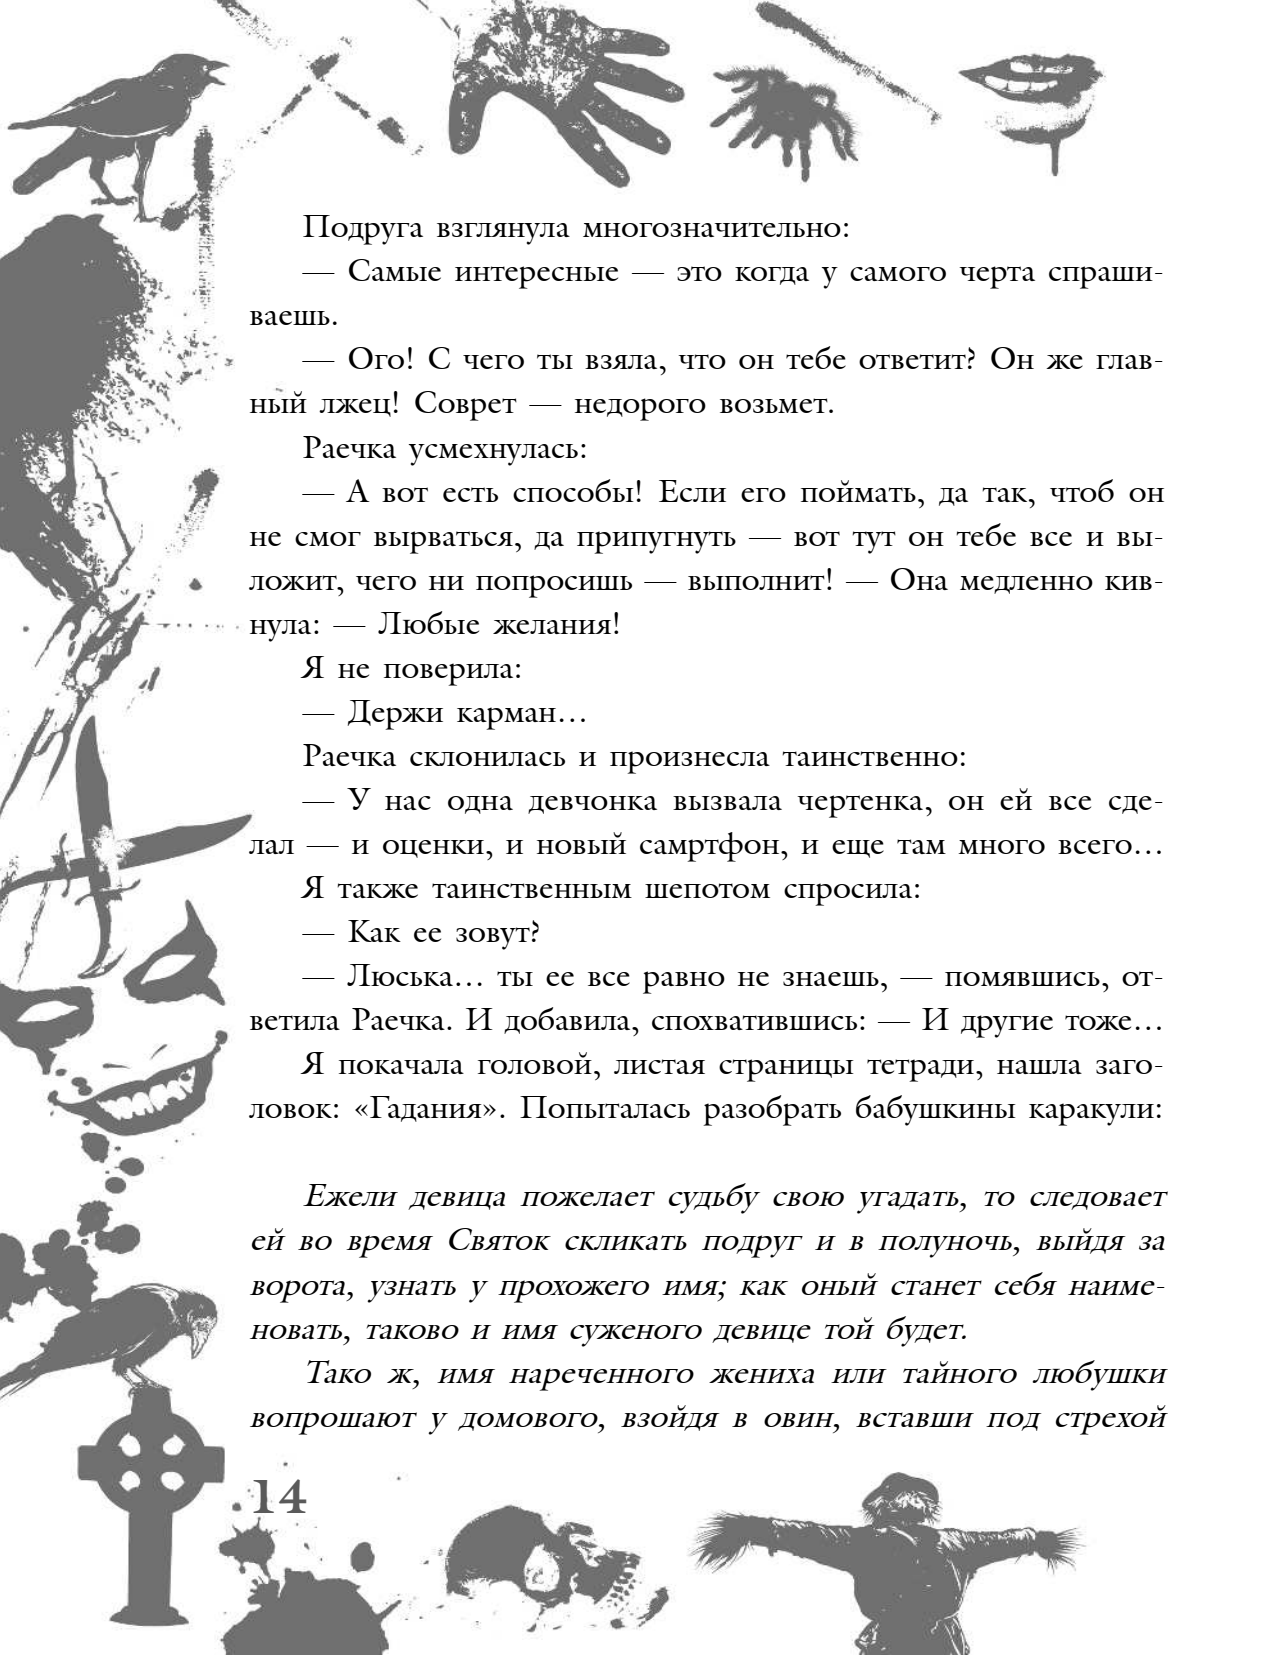 Подруга взглянула многозначительно:
— Самые интересные — это когда у самого черта спраши-
ваешь.
— Ого! С чего ты взяла, что он тебе ответит? Он же глав-
ный лжец! Соврет — недорого возьмет.
Раечка усмехнулась:
— А вот есть способы! Если его поймать, да так, чтоб он
не смог вырваться, да припугнуть — вот тут он тебе все и вы-
ложит, чего ни попросишь — выполнит! — Она медленно кив-
нула: — Любые желания!
Я не поверила:
— Держи карман…
Раечка склонилась и произнесла таинственно:
— У нас одна девчонка вызвала чертенка, он ей все сде-
лал — и оценки, и новый самртфон, и еще там много всего…
Я также таинственным шепотом спросила:
— Как ее зовут?
— Люська… ты ее все равно не знаешь, — помявшись, от-
ветила Раечка. И добавила, спохватившись: — И другие тоже…
Я покачала головой, листая страницы тетради, нашла заго-
ловок: «Гадания». Попыталась разобрать бабушкины каракули:
Ежели девица пожелает судьбу свою угадать, то следовает
ей во время Святок скликать подруг и в полуночь, выйдя за
ворота, узнать у прохожего имя; как оный станет себя наиме-
новать, таково и имя суженого девице той будет.
Тако ж, имя нареченного жениха или тайного любушки
вопрошают у домового, взойдя в овин, вставши под стрехой
14